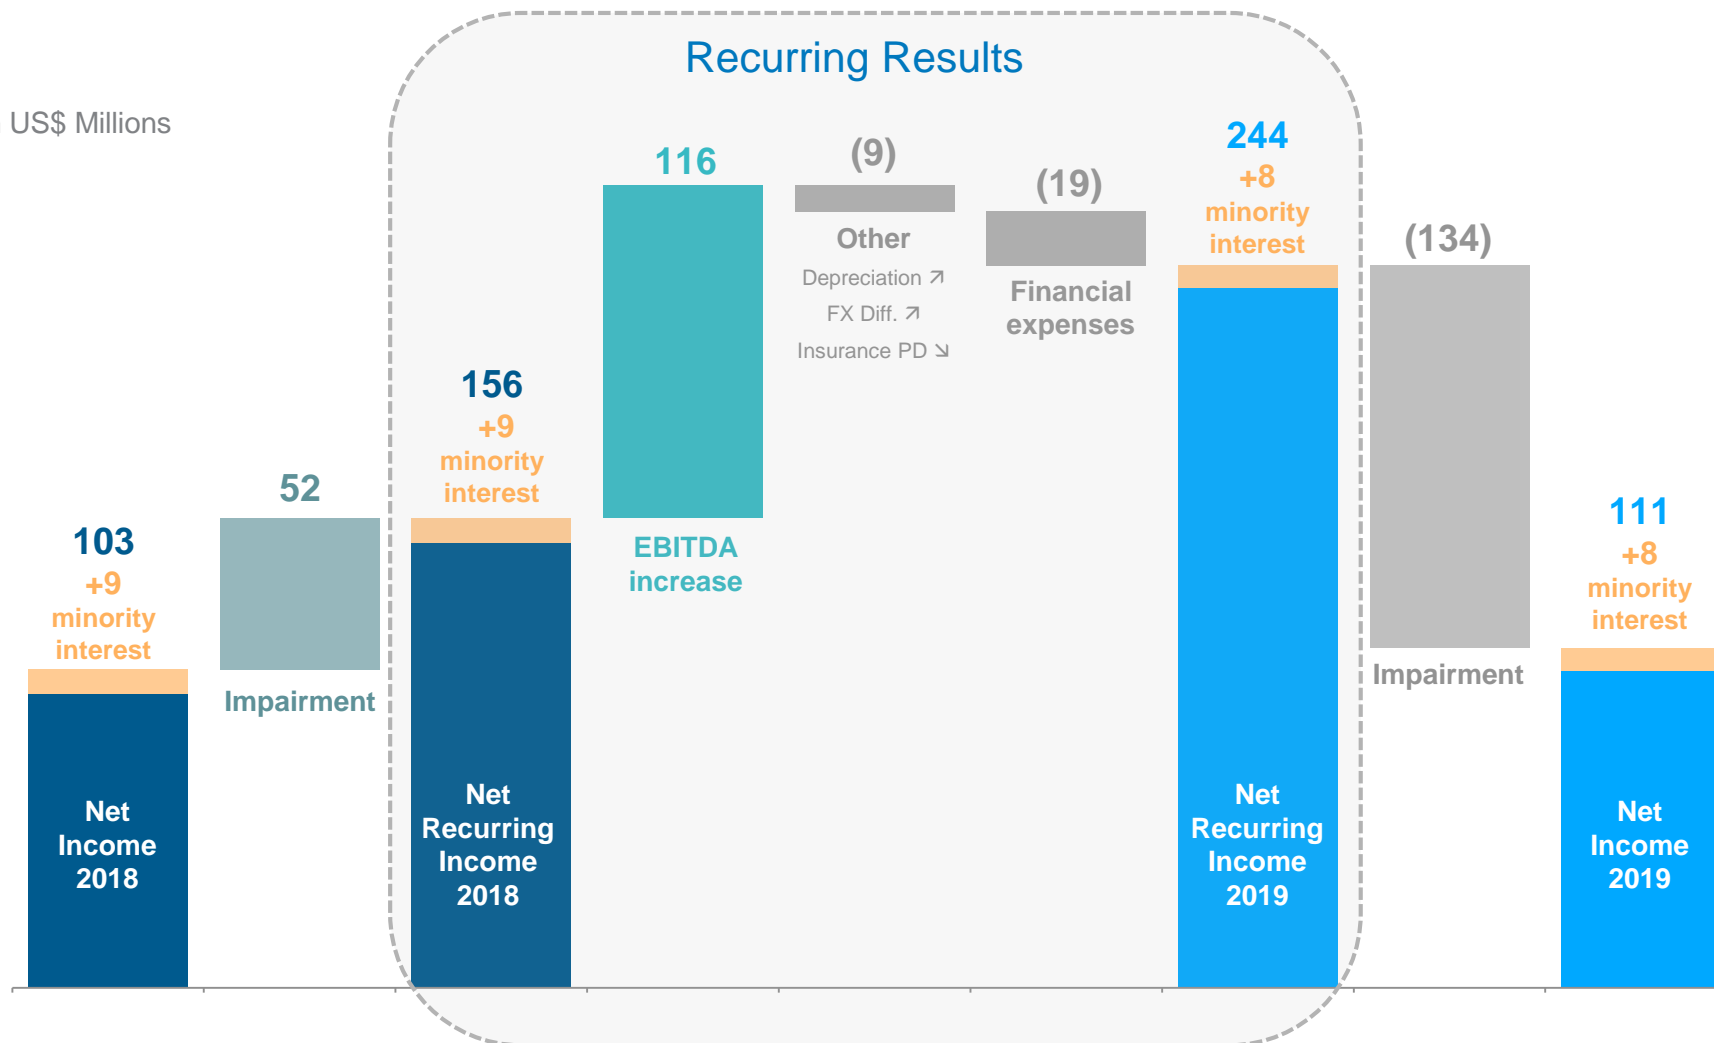 Recurring Results
US$ Millions
103
+9
minority
interest
Net
Income
2018
52
Impairment
156
+9
minority
interest
Net
Recurring
Income
2018
116
EBITDA
increase
(9)
Other
Depreciation ↗
FX Diff. ↗
Insurance PD ↘
(19)
Financial
expenses
244
+8
minority
interest
Net
Recurring
Income
2019
(134)
Impairment
111
+8
minority
interest
Net
Income
2019